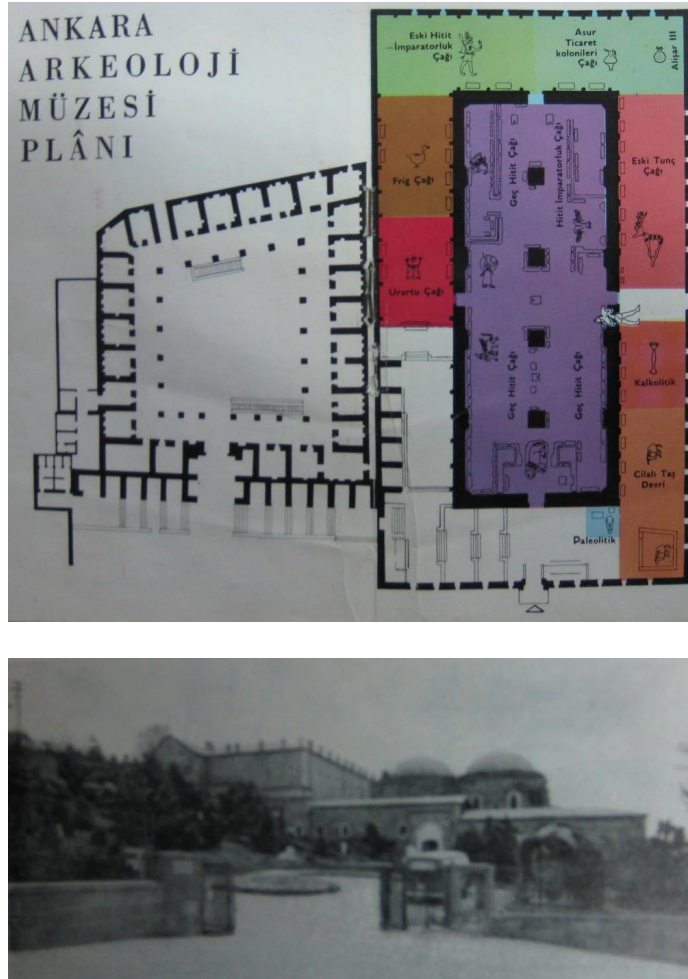 ANKARA
ARKEOLOJİ
MÜZESİ
PLÂNI
Eski Hitit
—İmparatorluk
Çağı
Asur
Ticaret
kolonileri
Çağı
Alişar III
Frig Çağı
Geç Hitit Çağı
Hitit İmparatorluk Çağı
Eski Tunç
Çağı
Urartu Çağı
Geç Hitit Çağı
Geç Hitit Çağı
Kalkolitik
Cilalı Taş
Devri
Paleolitik